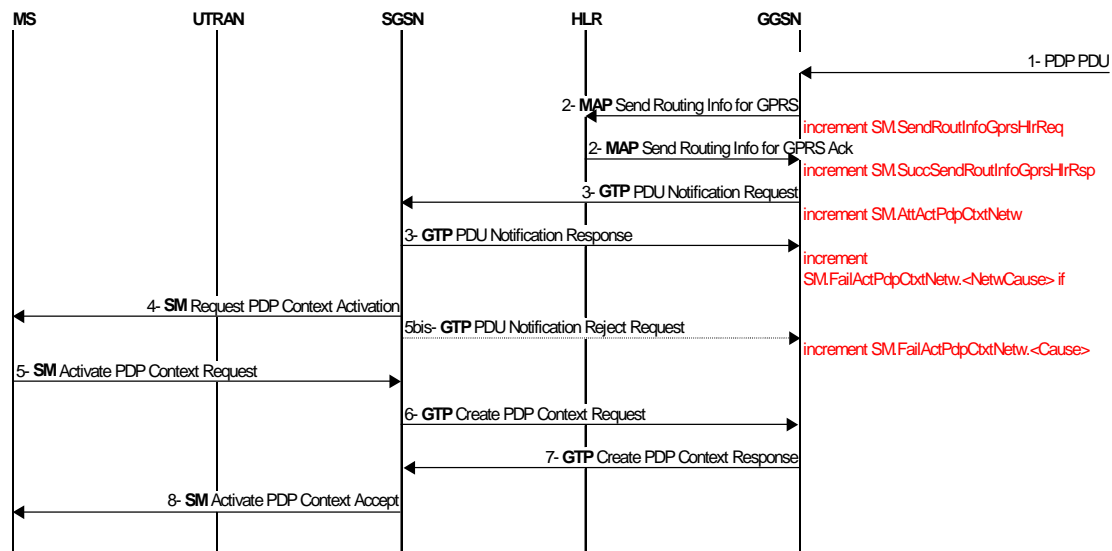 MS UTRAN SGSN HLR GGSN
1- PDP PDU
2- MAP Send Routing Info for GPRS
increment SM.SendRoutInfoGprsHlrReq
2- MAP Send Routing Info for GPRS Ack
increment SM.SuccSendRoutInfoGprsHlrRsp
3- GTP PDU Notification Request
increment SM.AttActPdpCtxtNetw
3- GTP PDU Notification Response
increment
SM.FailActPdpCtxtNetw.<NetwCause> if
4- SM Request PDP Context Activation
5bis- GTP PDU Notification Reject Request
increment SM.FailActPdpCtxtNetw.<Cause>
5- SM Activate PDP Context Request
6- GTP Create PDP Context Request
7- GTP Create PDP Context Response
8- SM Activate PDP Context Accept